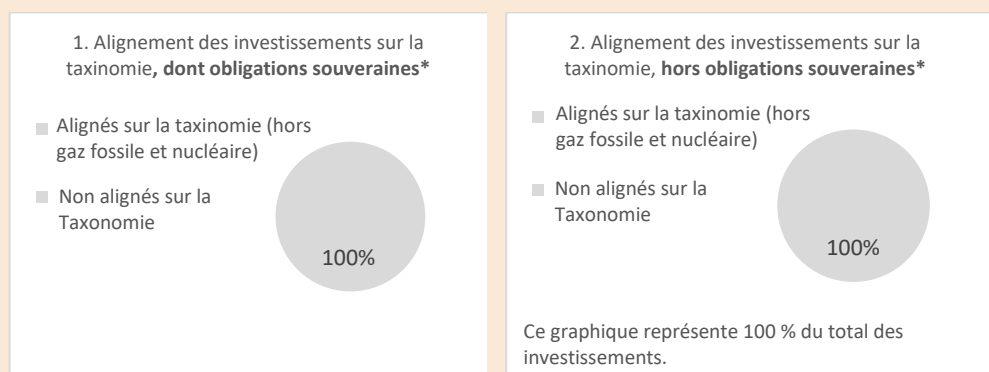 1. Alignement des investissements sur la
taxinomie, dont obligations souveraines*
Alignés sur la taxinomie (hors
gaz fossile et nucléaire)
Non alignés sur la
Taxonomie
100%
2. Alignement des investissements sur la
taxinomie, hors obligations souveraines*
Alignés sur la taxinomie (hors
gaz fossile et nucléaire)
Non alignés sur la
Taxonomie
100%
Ce graphique représente 100 % du total des
investissements.